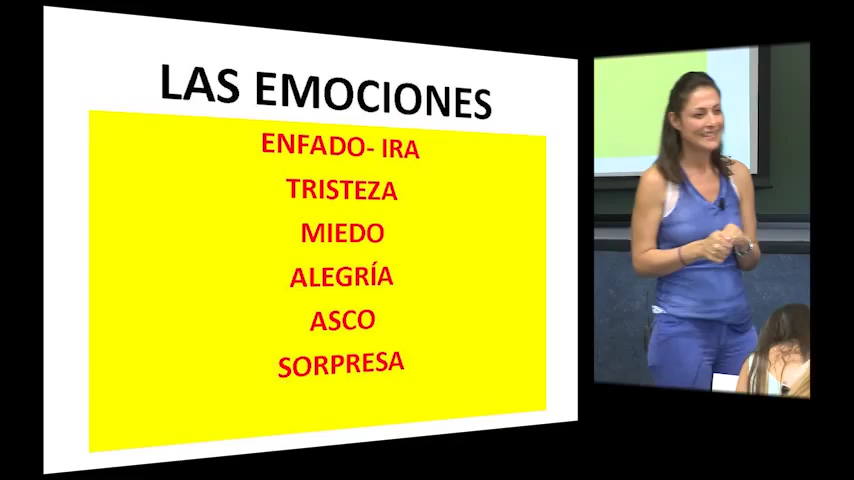 LAS EMOCIONES
ENFADO- IRA
TRISTEZA
MIEDO
ALEGRÍA
ASCO
SORPRESA